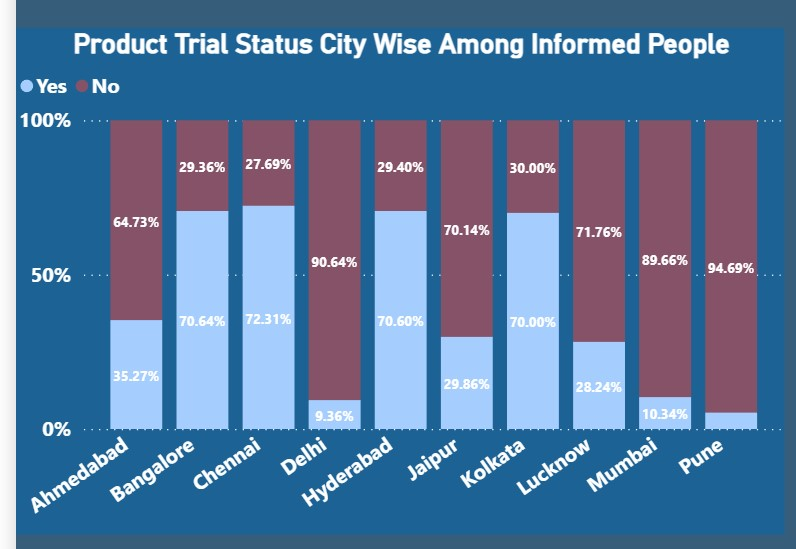 Product Trial Status City Wise Among Informed People
Yes No
100%
50%
0%
64.73%
35.27%
29.36%
70.64%
27.69%
72.31%
90.64%
9.36%
29.40%
70.60%
70.14%
29.86%
30.00%
70.00%
71.76%
28.24%
89.66%
10.34%
94.69%
Ahmedabad
Bangalore
Chennai
Delhi
Hyderabad
Jaipur
Kolkata
Lucknow
Mumbai
Pune